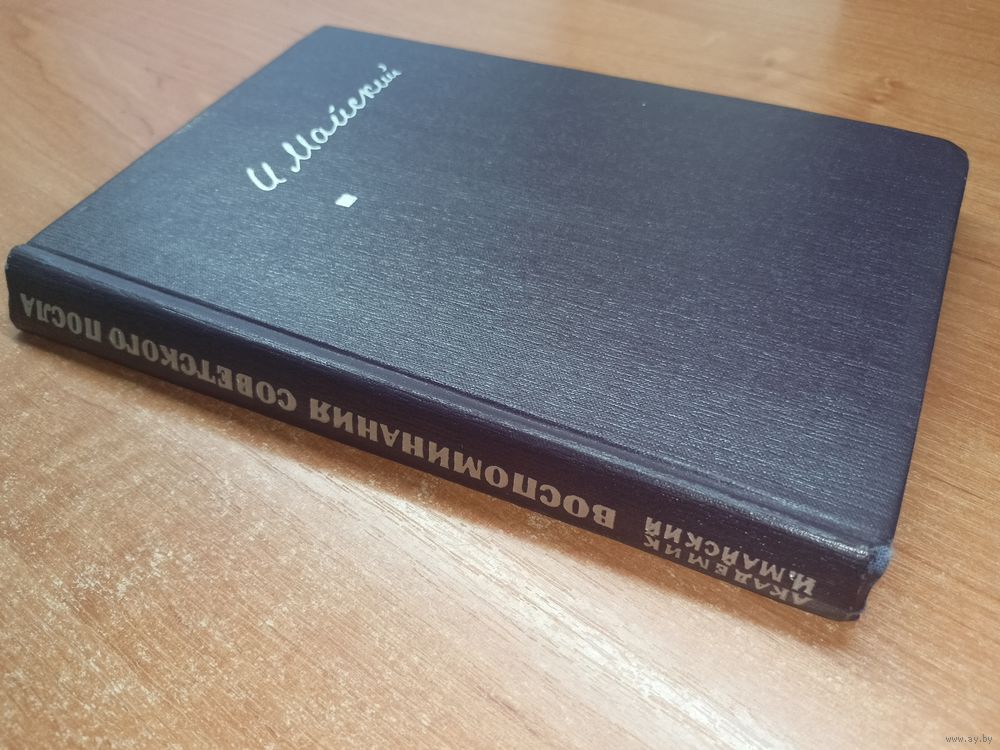 И. Майский
АКАДЕМИК
И. МАЙСКИЙ
ВОСПОМИНАНИЯ СОВЕТСКОГО ПОСЛА
www.ay.by